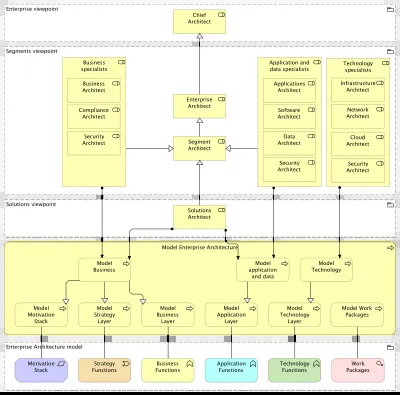 Enterprise viewpoint
Chief
Architect
Segments viewpoint
Business
specialists
Business
Architect
Compliance
Architect
Security
Architect
Enterprise
Architect
Segment
Architect
Application and
data specialists
Applications
Architect
Software
Architect
Data
Architect
Security
Architect
Technology
specialists
Infrastructure
Architect
Network
Architect
Cloud
Architect
Security
Architect
Solutions viewpoint
Solutions
Architect
Model Enterprise Architecture
Model
Business
Model
application
and data
Model
Technology
Model
Motivation
Stack
Model
Strategy
Layer
Model
Business
Layer
Model
Application
Layer
Model
Technology
Layer
Model Work
Packages
Enterprise Architecture model
Motivation
Stack
Strategy
Functions
Business
Functions
Application
Functions
Technology
Functions
Work
Packages